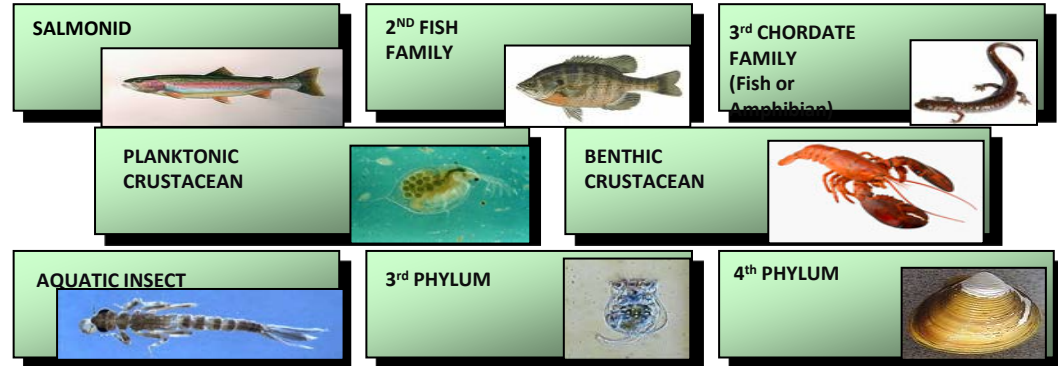 SALMONID
2ND FISH
FAMILY
3rd CHORDATE
FAMILY
(Fish or
Amphibian)
PLANKTONIC
CRUSTACEAN
BENTHIC
CRUSTACEAN
AQUATIC INSECT
3rd PHYLUM
4th PHYLUM